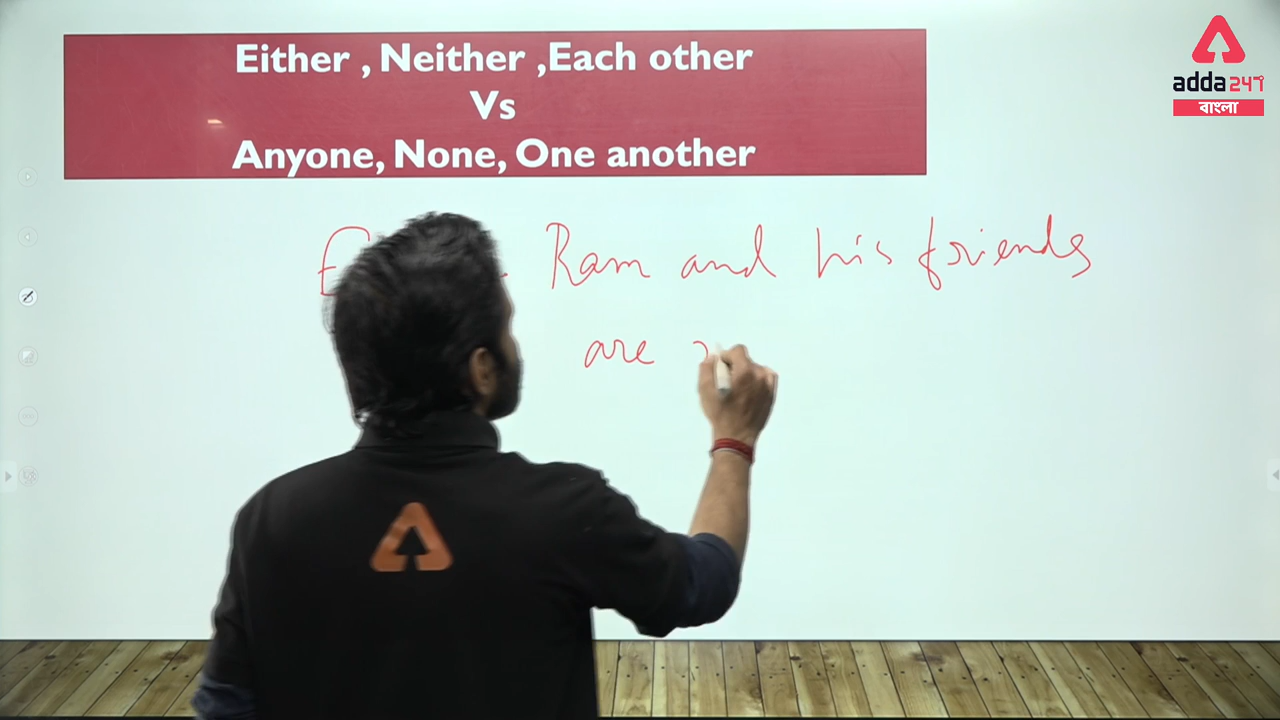 Either , Neither ,Each other
Vs
Anyone, None, One another
adda247
বাংলা
Ram and his friends
are